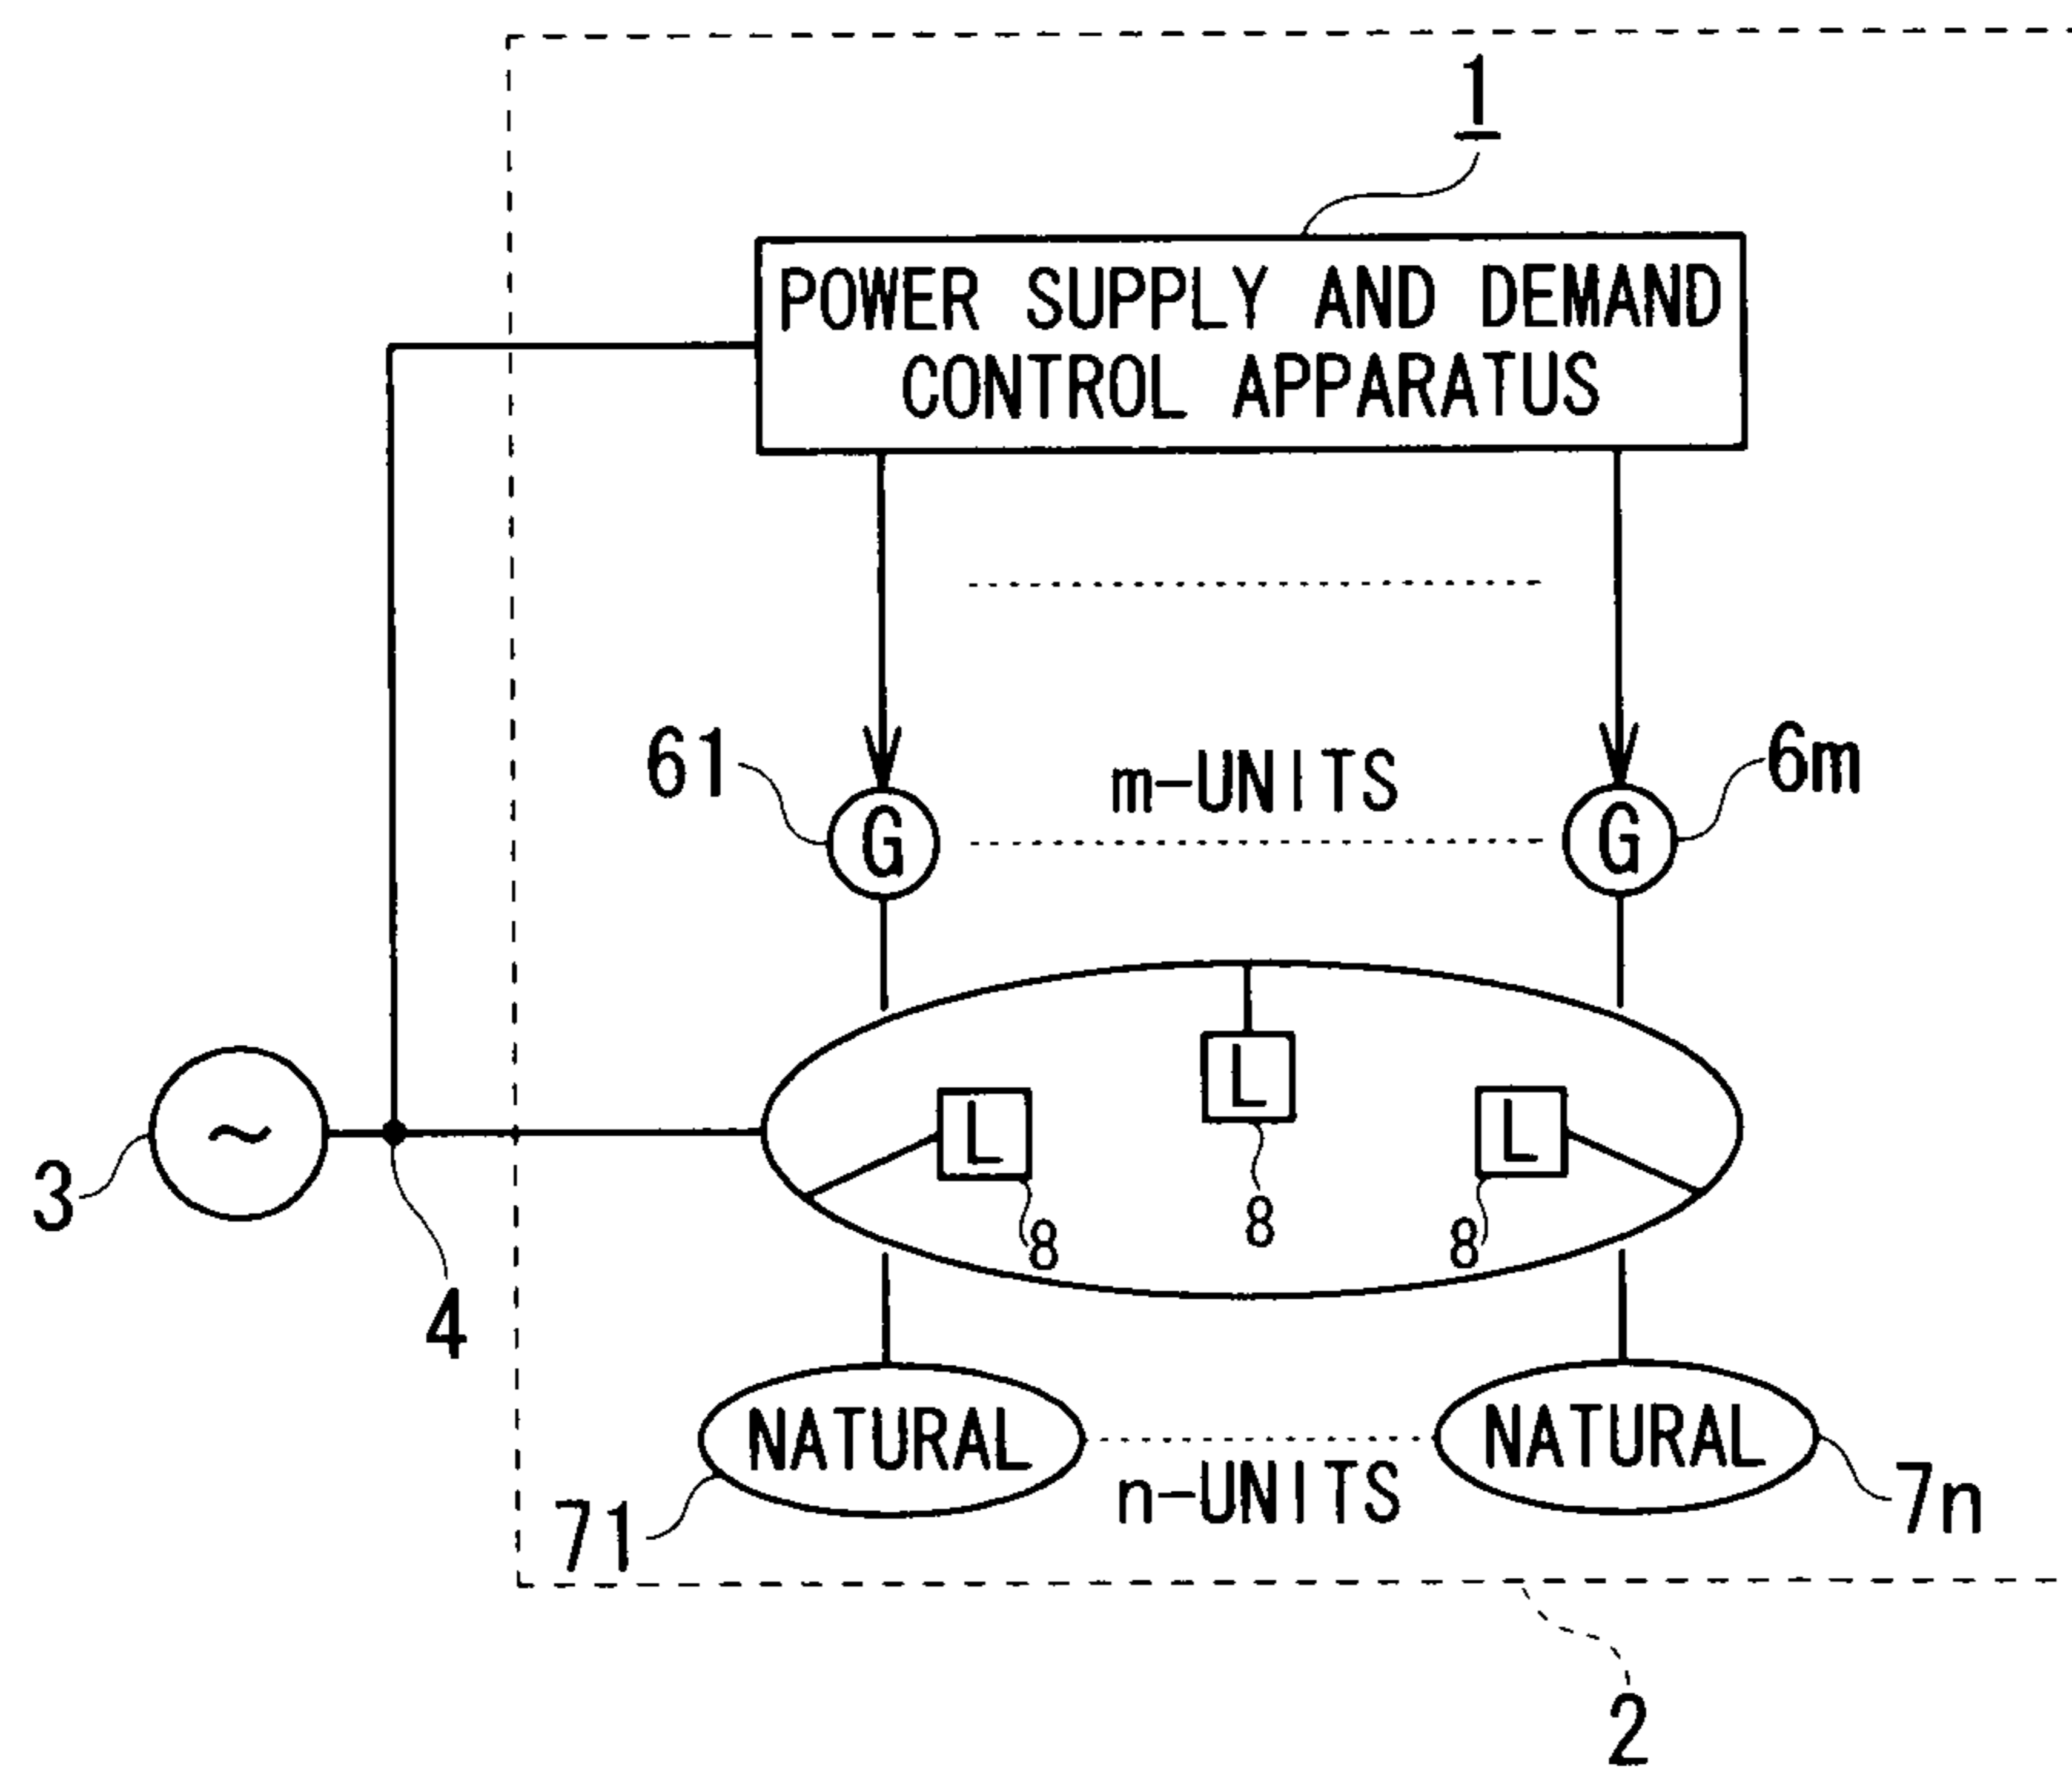 1
POWER SUPPLY AND DEMAND
CONTROL APPARATUS
61
m-UNITS
6m
G
G
L
L
L
3
8
8
8
4
NATURAL
NATURAL
71
n-UNITS
7n
2